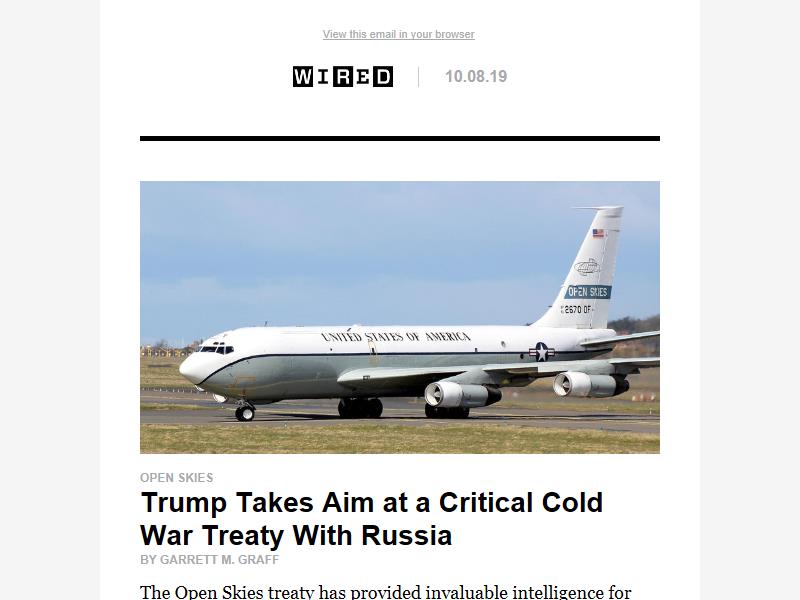 View this email in your browser
WIRED
10.08.19
OPEN SKIES
2670 OF
UNITED STATES OF AMERICA
OPEN SKIES
Trump Takes Aim at a Critical Cold
War Treaty With Russia
BY GARRETT M. GRAFF
The Open Skies treaty has provided invaluable intelligence for